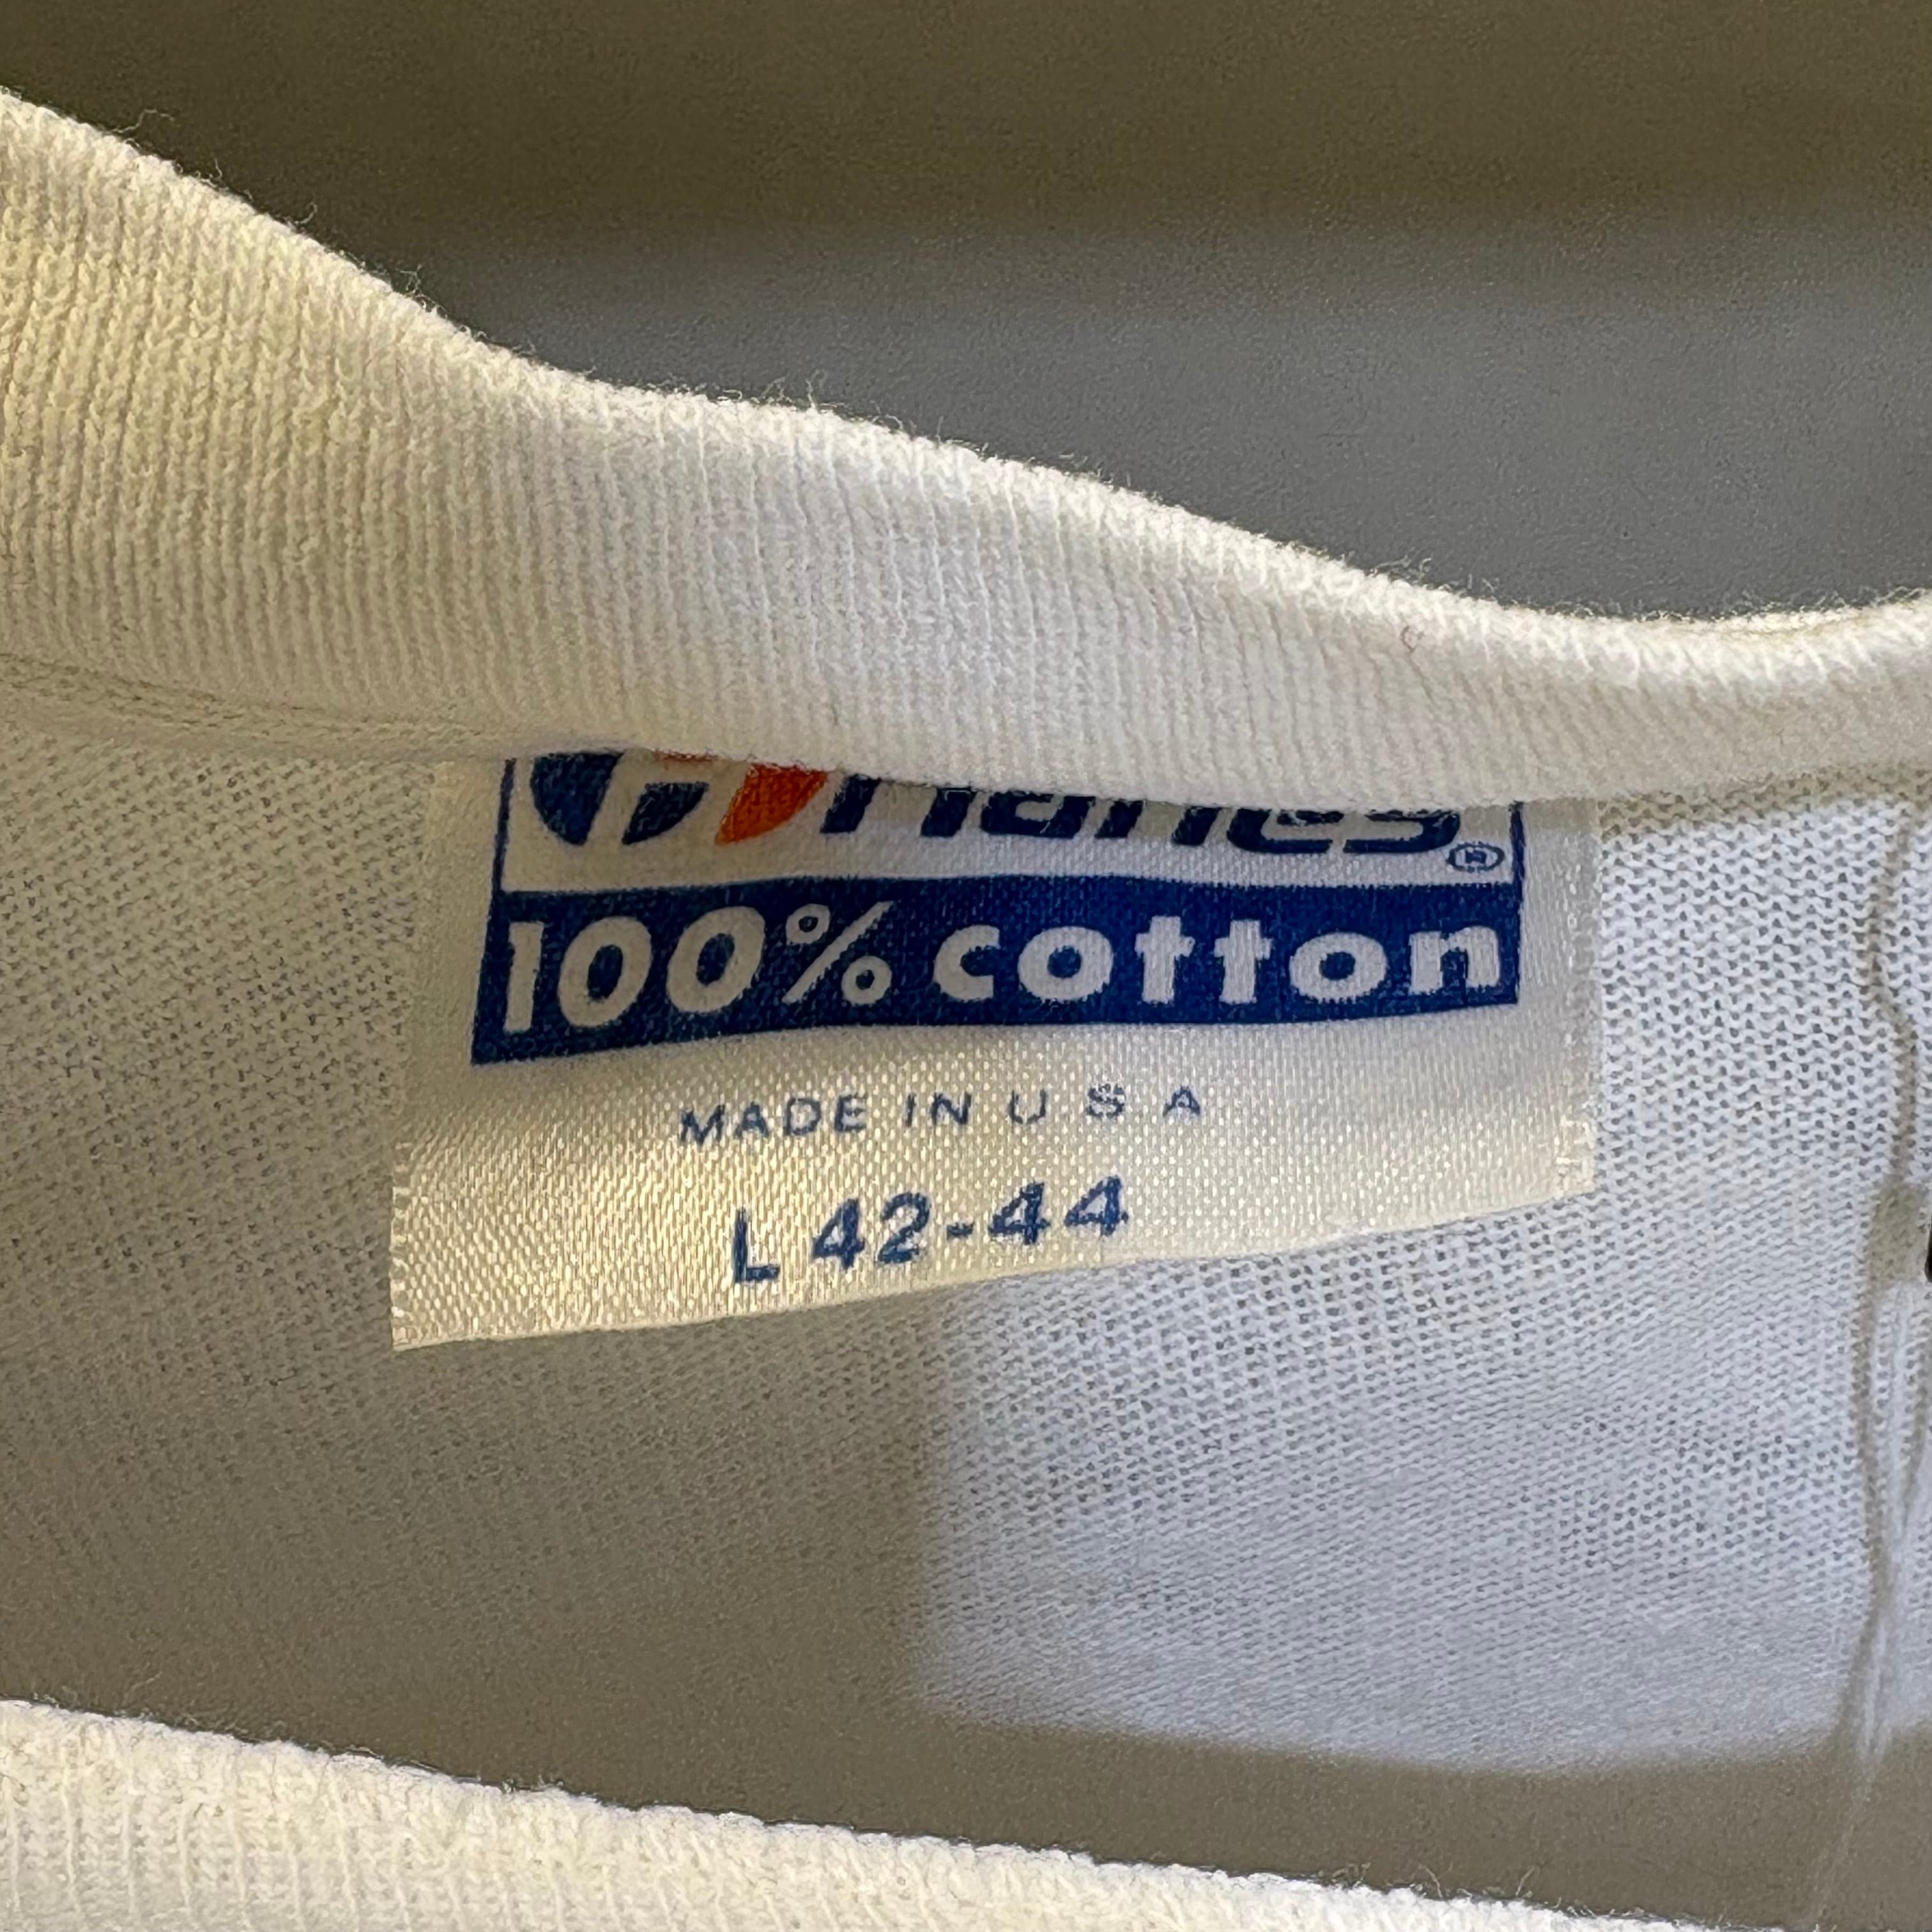 Hanes®
100% cotton
MADE IN U S A
L 42-44